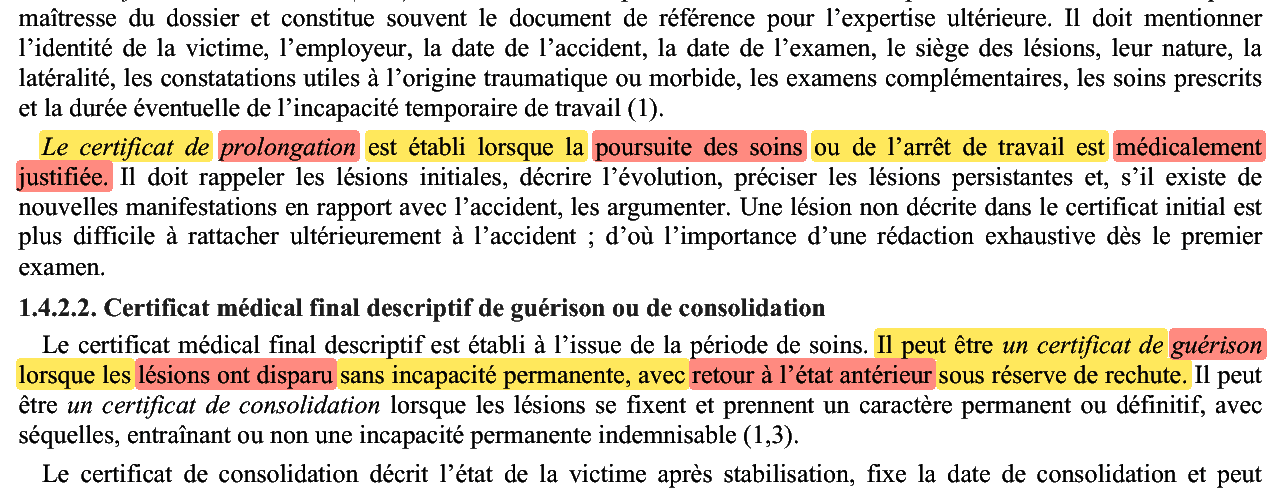 maîtresse du dossier et constitue souvent le document de référence pour l’expertise ultérieure. Il doit mentionner
l’identité de la victime, l’employeur, la date de l’accident, la date de l’examen, le siège des lésions, leur nature, la
latéralité, les constatations utiles à l’origine traumatique ou morbide, les examens complémentaires, les soins prescrits
et la durée éventuelle de l’incapacité temporaire de travail (1).
Le certificat de prolongation est établi lorsque la poursuite des soins ou de l’arrêt de travail est médicalement
justifiée. Il doit rappeler les lésions initiales, décrire l’évolution, préciser les lésions persistantes et, s’il existe de
nouvelles manifestations en rapport avec l’accident, les argumenter. Une lésion non décrite dans le certificat initial est
plus difficile à rattacher ultérieurement à l’accident ; d’où l’importance d’une rédaction exhaustive dès le premier
examen.
1.4.2.2. Certificat médical final descriptif de guérison ou de consolidation
Le certificat médical final descriptif est établi à l’issue de la période de soins. Il peut être un certificat de guérison
lorsque les lésions ont disparu sans incapacité permanente, avec retour à l’état antérieur sous réserve de rechute. Il peut
être un certificat de consolidation lorsque les lésions se fixent et prennent un caractère permanent ou définitif, avec
séquelles, entraînant ou non une incapacité permanente indemnisable (1,3).
Le certificat de consolidation décrit l’état de la victime après stabilisation, fixe la date de consolidation et peut